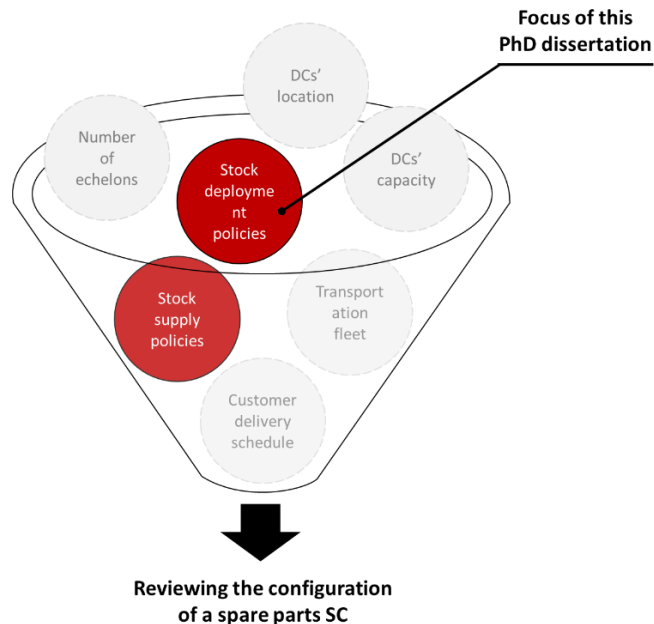 Focus of this
PhD dissertation
DCs'
location
Number
of
echelons
DCs'
capacity
Stock
deployme
nt
policies
Stock
supply
policies
Transport
ation
fleet
Customer
delivery
schedule
Reviewing the configuration
of a spare parts SC